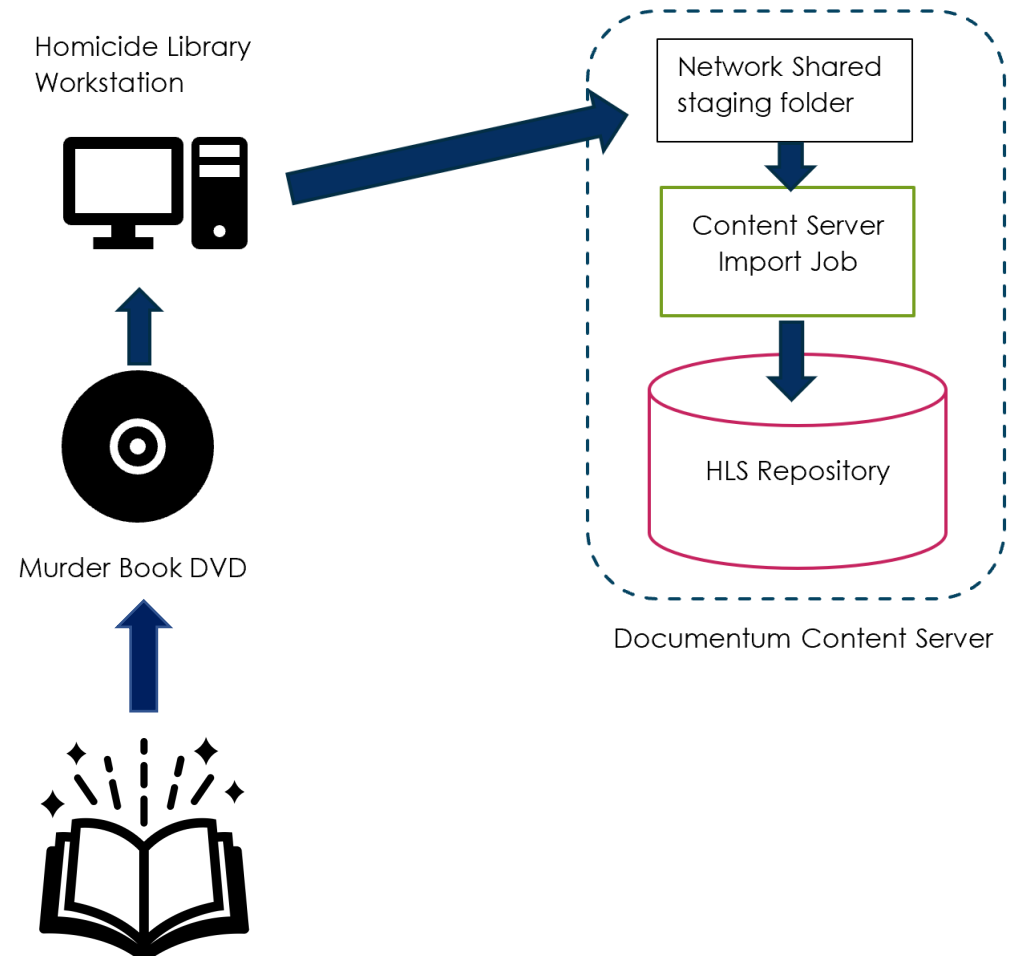 Homicide Library
Workstation
Network Shared
staging folder
Content Server
Import Job
HLS Repository
Murder Book DVD
Documentum Content Server